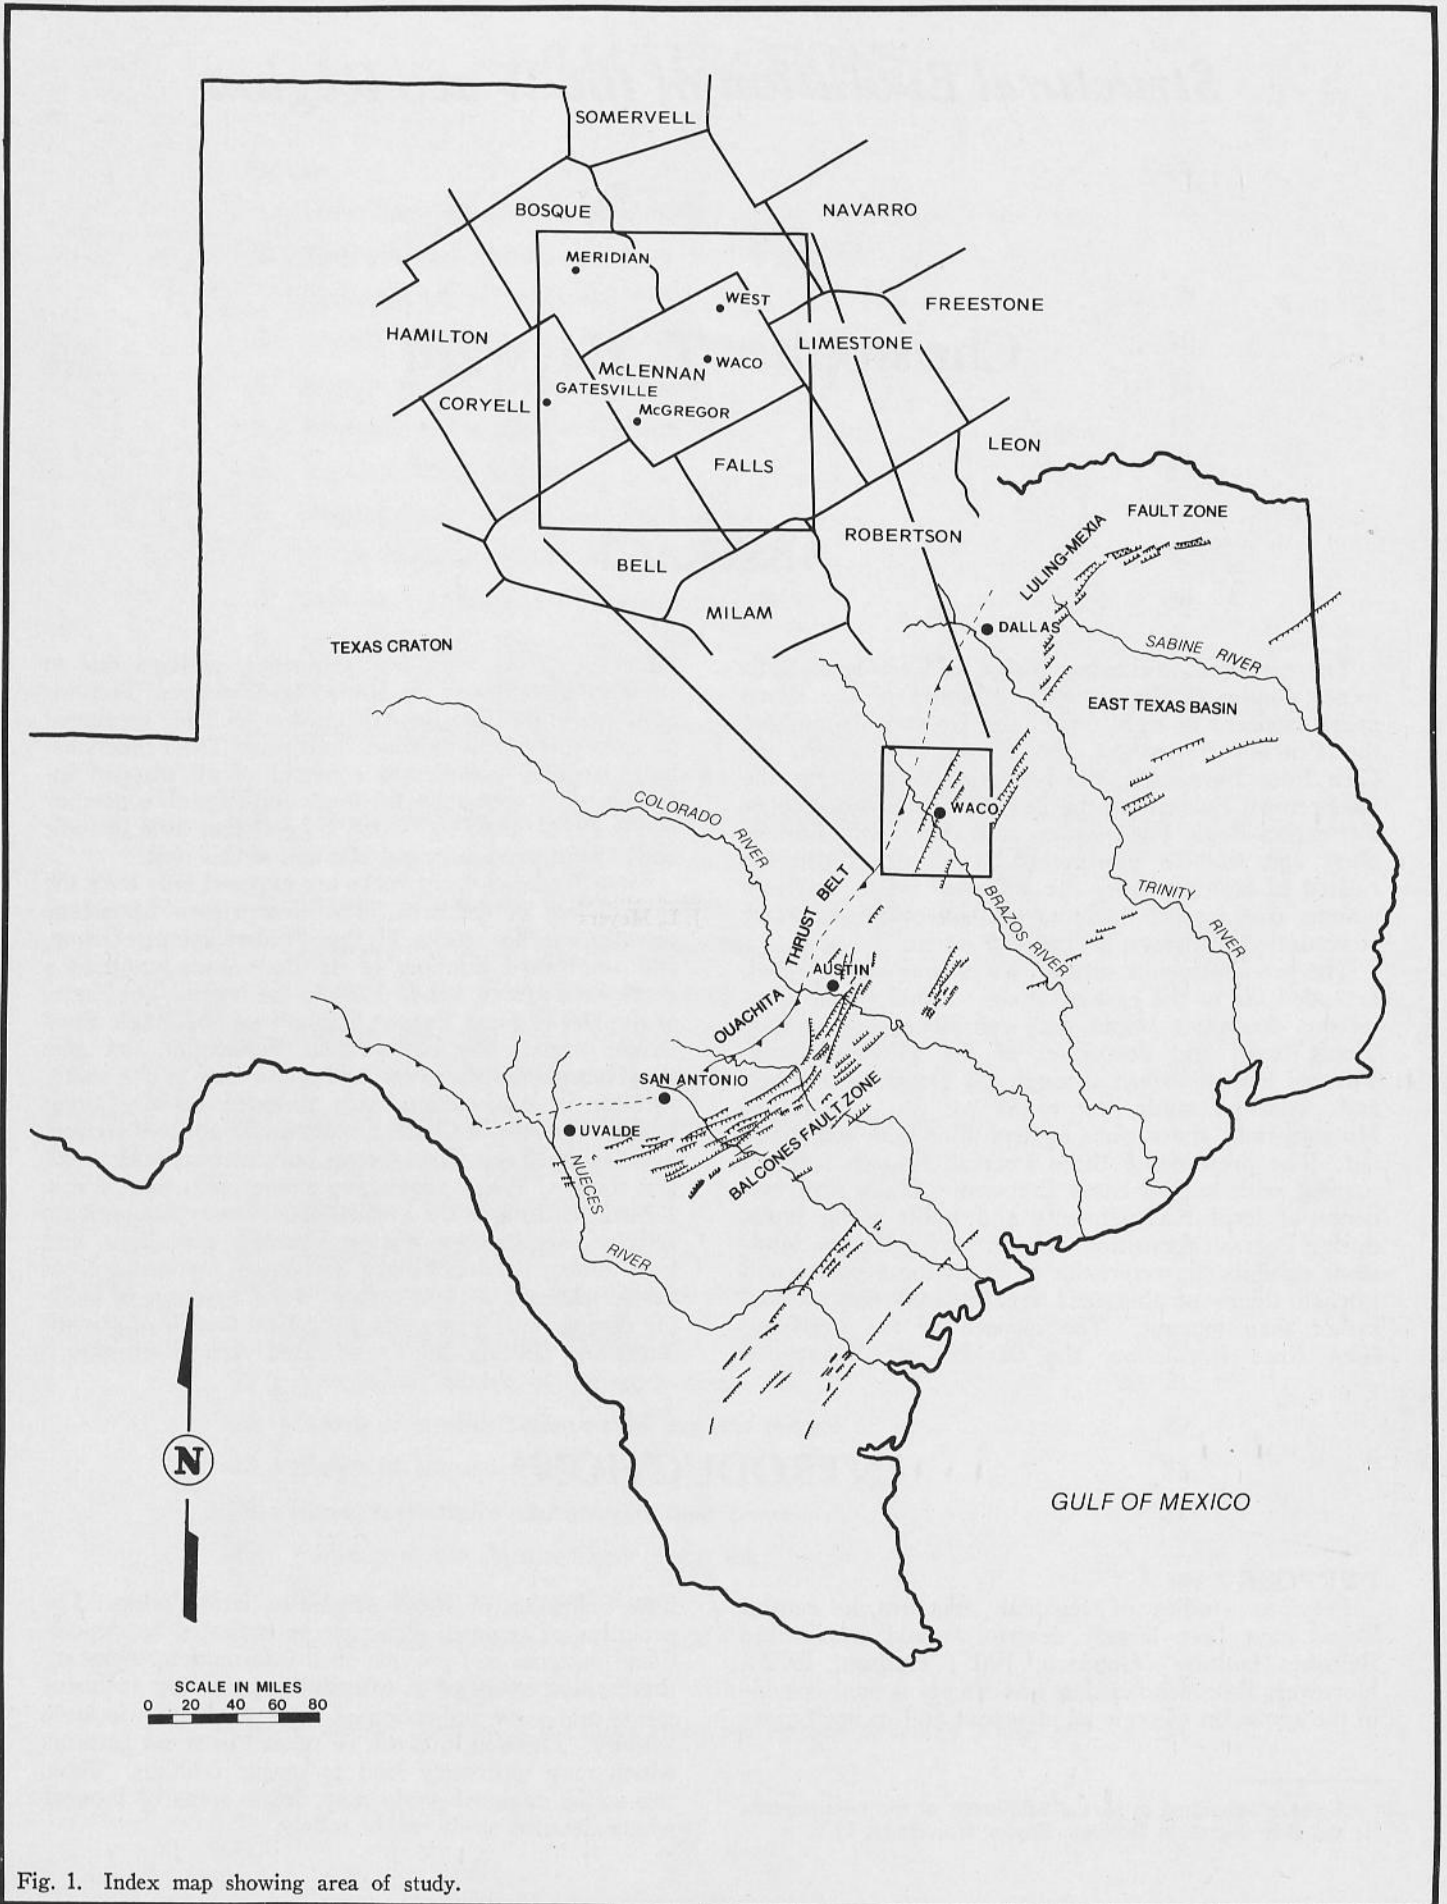 SOMERVELL
BOSQUE
NAVARRO
MERIDIAN
WEST
FREESTONE
HAMILTON
LIMESTONE
McLENNAN
WACO
GATESVILLE
CORYELL
McGREGOR
LEON
FALLS
FAULT ZONE
LULING-MEXIA
ROBERTSON
BELL
MILAM
DALLAS
TEXAS CRATON
SABINE RIVER
EAST TEXAS BASIN
COLORADO RIVER
WACO
THRUST BELT
BRAZOS RIVER
TRINITY RIVER
AUSTIN
OUACHITA
SAN ANTONIO
UVALDE
BALCONES FAULT ZONE
NUECES
RIVER
N
GULF OF MEXICO
SCALE IN MILES
0 20 40 60 80
Fig. 1. Index map showing area of study.